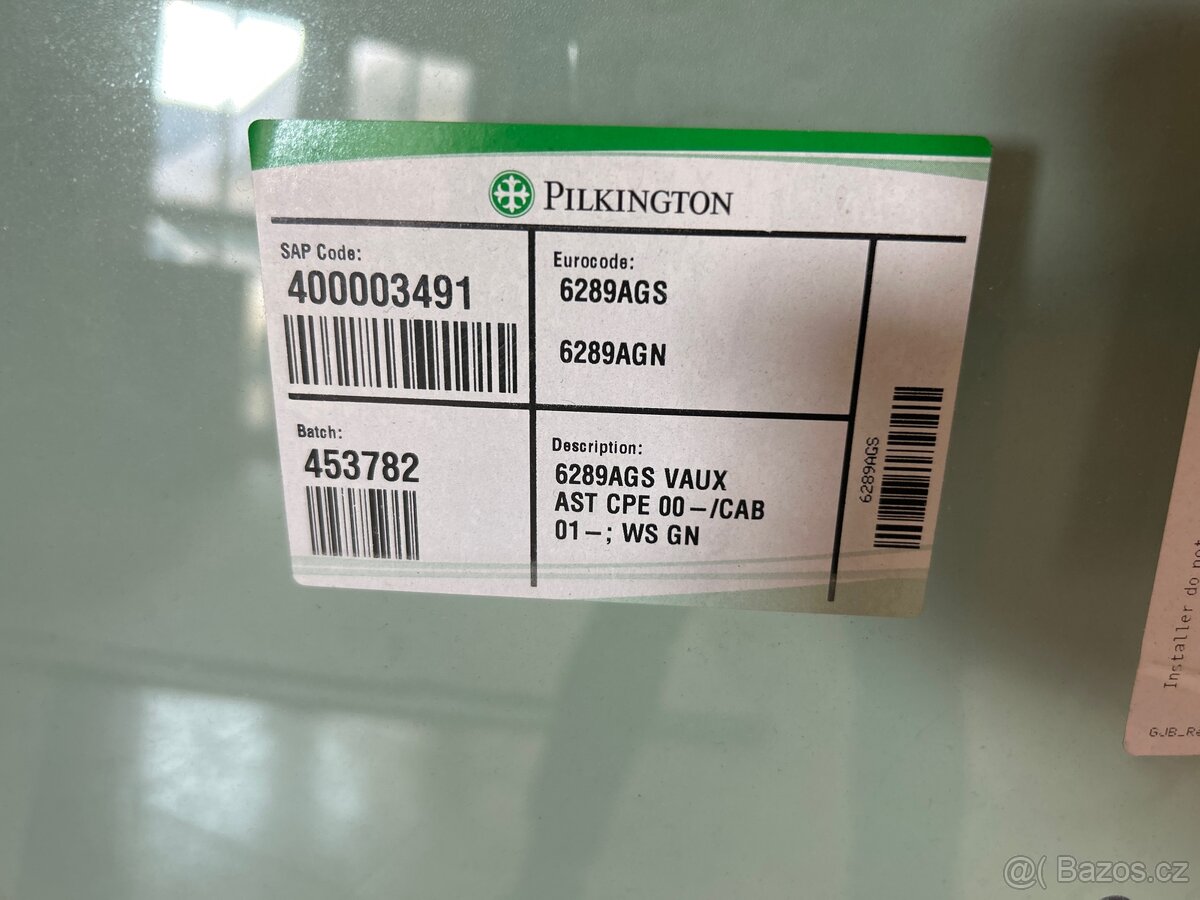 PILKINGTON
SAP Code:
400003491
Eurocode:
6289AGS
6289AGN
Batch:
453782
Description:
6289AGS VAUX
AST CPE 00–/CAB
01–; WS GN
6289AGS
Installer do not
GJB_Re
@( Bazos.cz